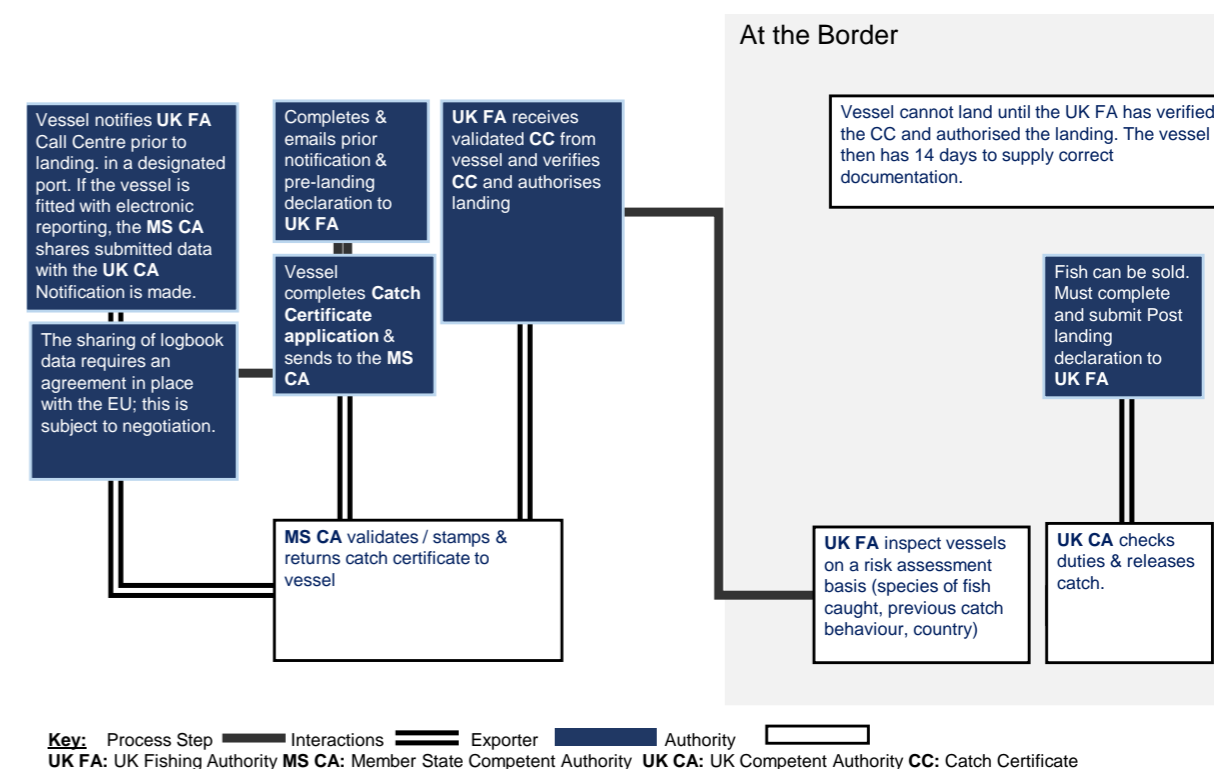 At the Border
Vessel notifies UK FA
Call Centre prior to
landing. in a designated
port. If the vessel is
fitted with electronic
reporting, the MS CA
shares submitted data
with the UK CA
Notification is made.
The sharing of logbook
data requires an
agreement in place
with the EU; this is
subject to negotiation.
Completes &
emails prior
notification &
pre-landing
declaration to
UK FA
Vessel
completes Catch
Certificate
application &
sends to the MS
CA
UK FA receives
validated CC from
vessel and verifies
CC and authorises
landing
MS CA validates / stamps &
returns catch certificate to
vessel
Vessel cannot land until the UK FA has verified
the CC and authorised the landing. The vessel
then has 14 days to supply correct
documentation.
Fish can be sold.
Must complete
and submit Post
landing
declaration to
UK FA
UK FA inspect vessels
on a risk assessment
basis (species of fish
caught, previous catch
behaviour, country)
UK CA checks
duties & releases
catch.
Key: Process Step Interactions Exporter Authority
UK FA: UK Fishing Authority MS CA: Member State Competent Authority UK CA: UK Competent Authority CC: Catch Certificate